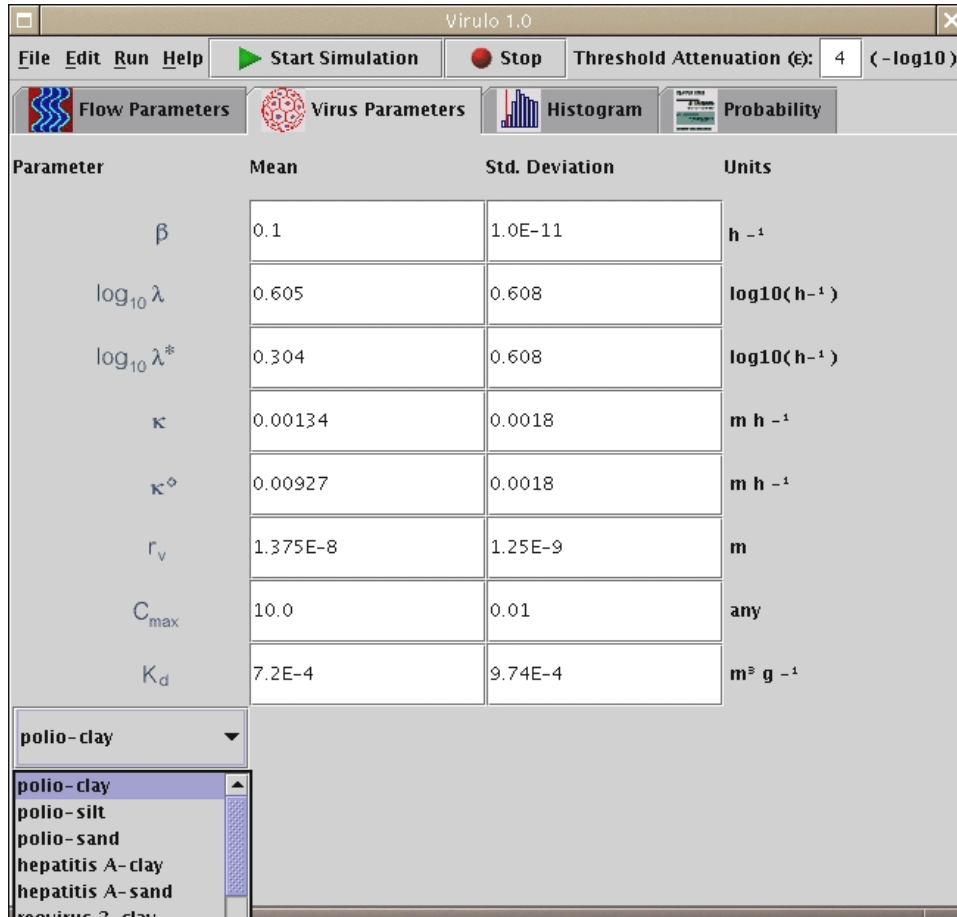 Virulo 1.0
File Edit Run Help Start Simulation Stop Threshold Attenuation (ϵ): 4 (-log10)
Flow Parameters Virus Parameters Histogram Probability
Parameter Mean Std. Deviation Units
β 0.1 1.0E-11 h -¹
log₁₀ λ 0.605 0.608 log10(h-¹)
log₁₀ λ* 0.304 0.608 log10(h-¹)
κ 0.00134 0.0018 m h -¹
κ⋄ 0.00927 0.0018 m h -¹
rᵥ 1.375E-8 1.25E-9 m
Cmax 10.0 0.01 any
Kd 7.2E-4 9.74E-4 m³ g -¹
polio-clay
polio-clay
polio-silt
polio-sand
hepatitis A-clay
hepatitis A-sand